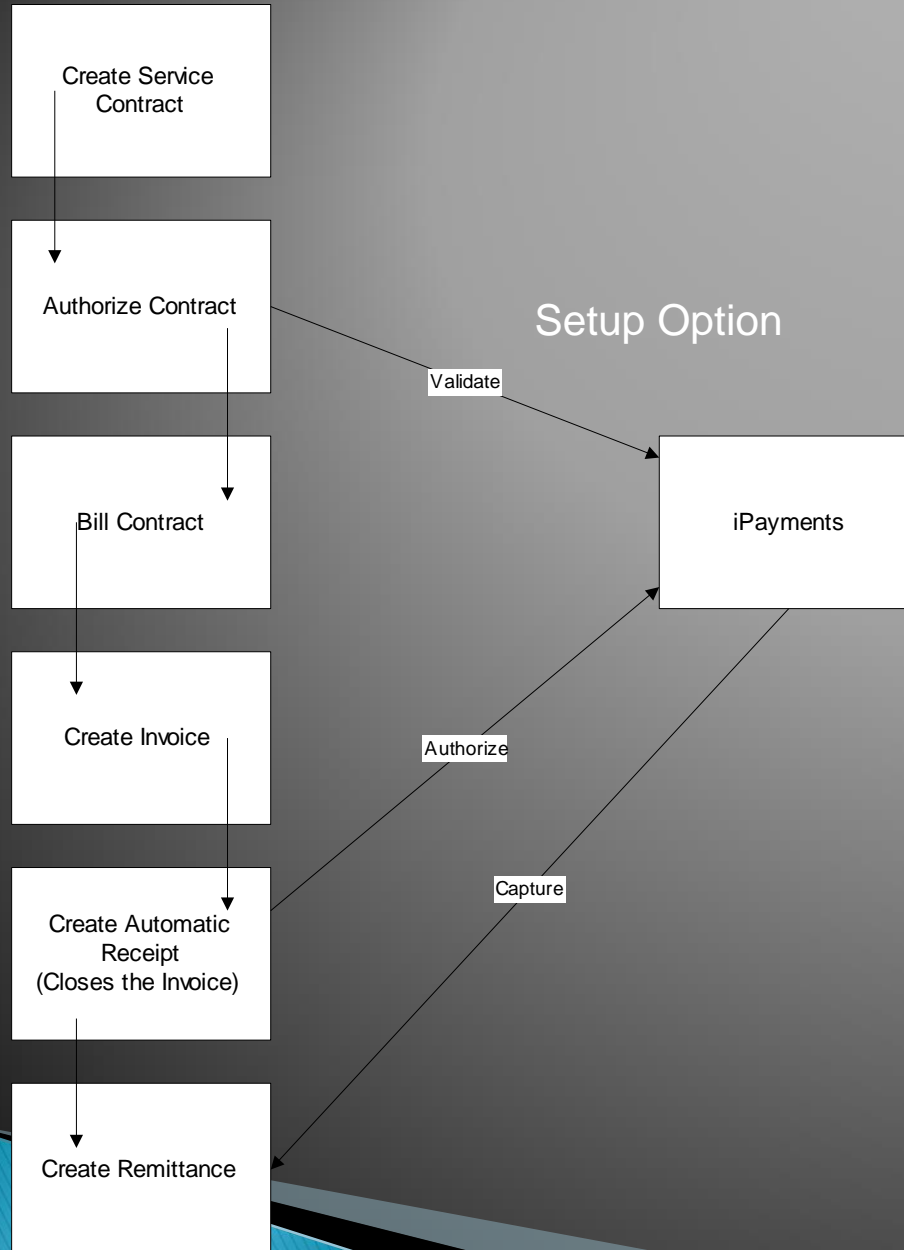 Create Service
Contract
Authorize Contract
Setup Option
Validate
Bill Contract
iPayments
Create Invoice
Authorize
Capture
Create Automatic
Receipt
(Closes the Invoice)
Create Remittance